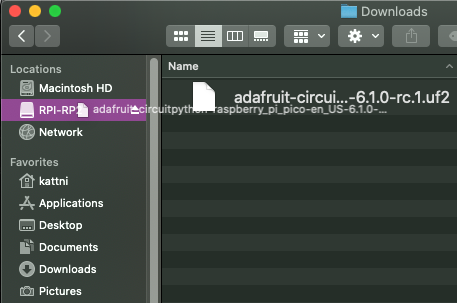 Downloads
Locations
Name
Macintosh HD
adafruit-circui...-6.1.0-rc.1.uf2
RPI-RP2
adafruit-circuitpython-raspberry_pi_pico-en_US-6.1.0-...
Network
Favorites
kattni
Applications
Desktop
Documents
Downloads
Pictures